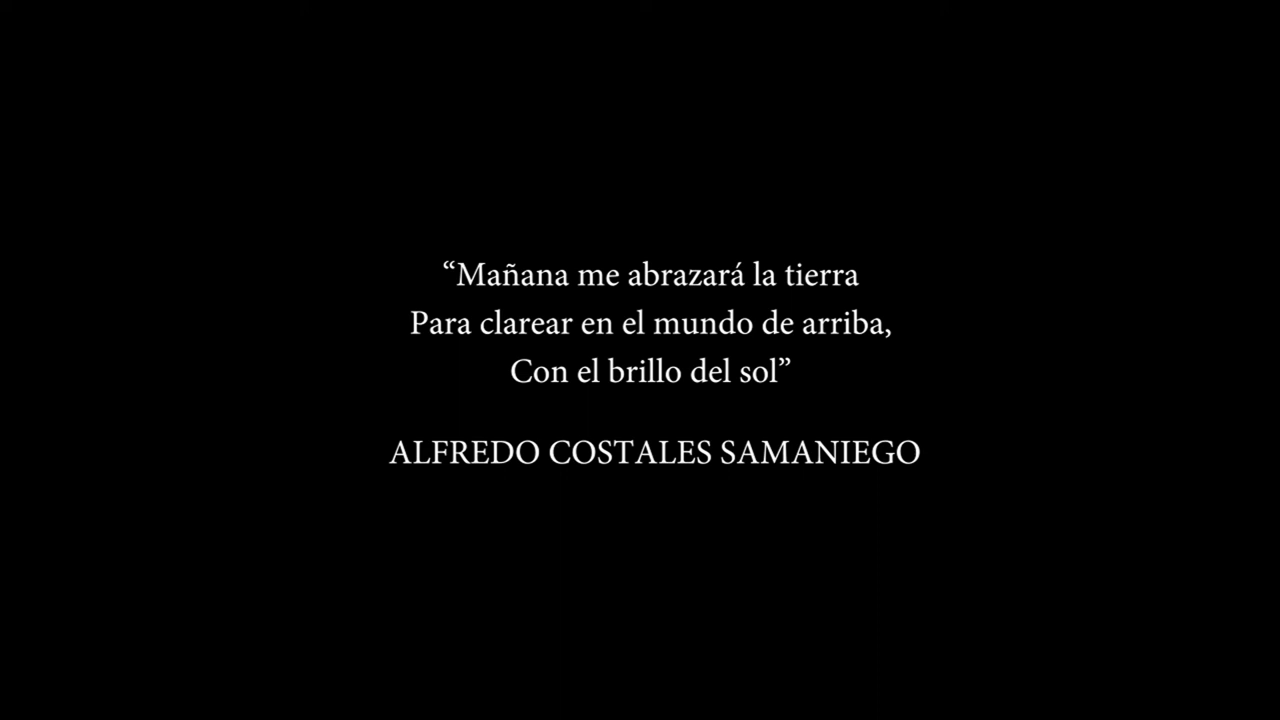 “Mañana me abrazará la tierra
Para clarear en el mundo de arriba,
Con el brillo del sol”
ALFREDO COSTALES SAMANIEGO